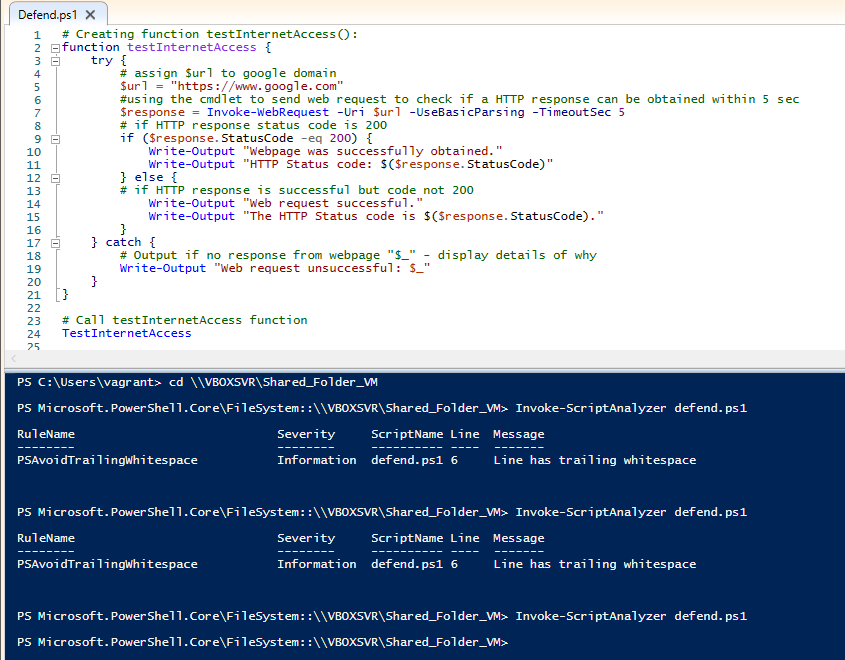 Defend.ps1
1 # Creating function testInternetAccess():
2 function testInternetAccess {
3 try {
4 # assign $url to google domain
5 $url = "https://www.google.com"
6 #using the cmdlet to send web request to check if a HTTP response can be obtained within 5 sec
7 $response = Invoke-WebRequest -Uri $url -UseBasicParsing -TimeoutSec 5
8 # if HTTP response status code is 200
9 if ($response.StatusCode -eq 200) {
10 Write-Output "Webpage was successfully obtained."
11 Write-Output "HTTP Status code: $($response.StatusCode)"
12 } else {
13 # if HTTP response is successful but code not 200
14 Write-Output "Web request successful."
15 Write-Output "The HTTP Status code is $($response.StatusCode)."
16 }
17 } catch {
18 # Output if no response from webpage "$_" - display details of why
19 Write-Output "Web request unsuccessful: $_"
20 }
21 }
22
23 # Call testInternetAccess function
24 TestInternetAccess
25
PS C:\Users\vagrant> cd \\VBOXSVR\Shared_Folder_VM
PS Microsoft.PowerShell.Core\FileSystem::\\VBOXSVR\Shared_Folder_VM> Invoke-ScriptAnalyzer defend.ps1
RuleName Severity ScriptName Line Message
-------- -------- ---------- ---- -------
PSAvoidTrailingWhitespace Information defend.ps1 6 Line has trailing whitespace
PS Microsoft.PowerShell.Core\FileSystem::\\VBOXSVR\Shared_Folder_VM> Invoke-ScriptAnalyzer defend.ps1
RuleName Severity ScriptName Line Message
-------- -------- ---------- ---- -------
PSAvoidTrailingWhitespace Information defend.ps1 6 Line has trailing whitespace
PS Microsoft.PowerShell.Core\FileSystem::\\VBOXSVR\Shared_Folder_VM> Invoke-ScriptAnalyzer defend.ps1
PS Microsoft.PowerShell.Core\FileSystem::\\VBOXSVR\Shared_Folder_VM>